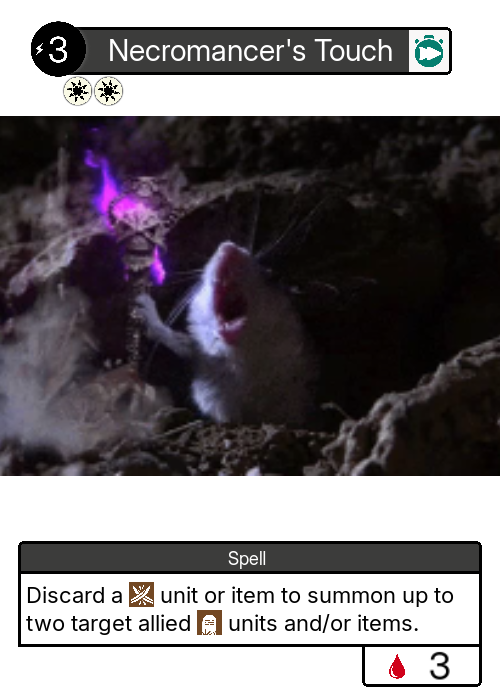 3 Necromancer's Touch
Spell
Discard a unit or item to summon up to
two target allied units and/or items.
3